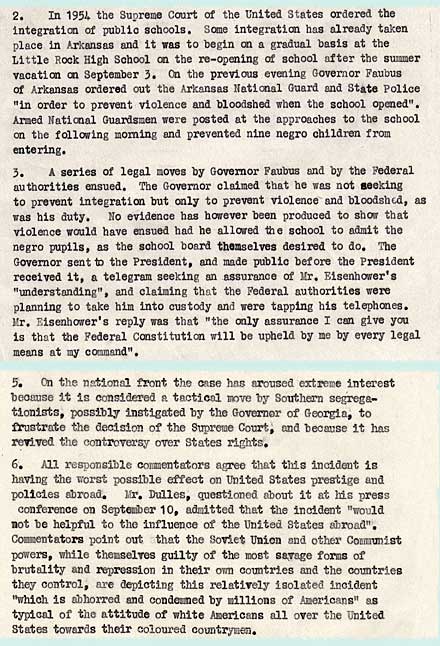 2. In 1954 the Supreme Court of the United States ordered the
integration of public schools. Some integration has already taken
place in Arkansas and it was to begin on a gradual basis at the
Little Rock High School on the re-opening of school after the summer
vacation on September 3. On the previous evening Governor Faubus
of Arkansas ordered out the Arkansas National Guard and State Police
"in order to prevent violence and bloodshed when the school opened".
Armed National Guardsmen were posted at the approaches to the school
on the following morning and prevented nine negro children from
entering.
3. A series of legal moves by Governor Faubus and by the Federal
authorities ensued. The Governor claimed that he was not seeking
to prevent integration but only to prevent violence and bloodshed, as
was his duty. No evidence has however been produced to show that
violence would have ensued had he allowed the school to admit the
negro pupils, as the school board themselves desired to do. The
Governor sent to the President, and made public before the President
received it, a telegram seeking an assurance of Mr. Eisenhower's
"understanding", and claiming that the Federal authorities were
planning to take him into custody and were tapping his telephones.
Mr. Eisenhower's reply was that "the only assurance I can give you
is that the Federal Constitution will be upheld by me by every legal
means at my command".
5. On the national front the case has aroused extreme interest
because it is considered a tactical move by Southern segrega-
tionists, possibly instigated by the Governor of Georgia, to
frustrate the decision of the Supreme Court, and because it has
revived the controversy over States rights.
6. All responsible commentators agree that this incident is
having the worst possible effect on United States prestige and
policies abroad. Mr. Dulles, questioned about it at his press
conference on September 10, admitted that the incident "would
not be helpful to the influence of the United States abroad".
Commentators point out that the Soviet Union and other Communist
powers, while themselves guilty of the most savage forms of
brutality and repression in their own countries and the countries
they control, are depicting this relatively isolated incident
"which is abhorred and condemned by millions of Americans" as
typical of the attitude of white Americans all over the United
States towards their coloured countrymen.